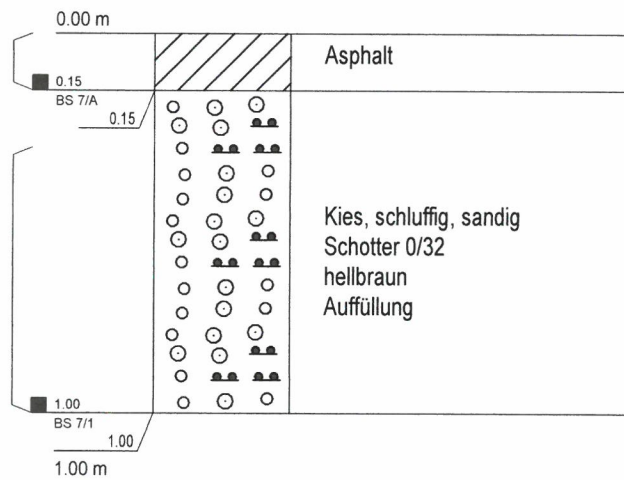 0.00 m
Asphalt
0.15
BS 7/A
0.15
Kies, schluffig, sandig
Schotter 0/32
hellbraun
Auffüllung
1.00
BS 7/1
1.00
1.00 m